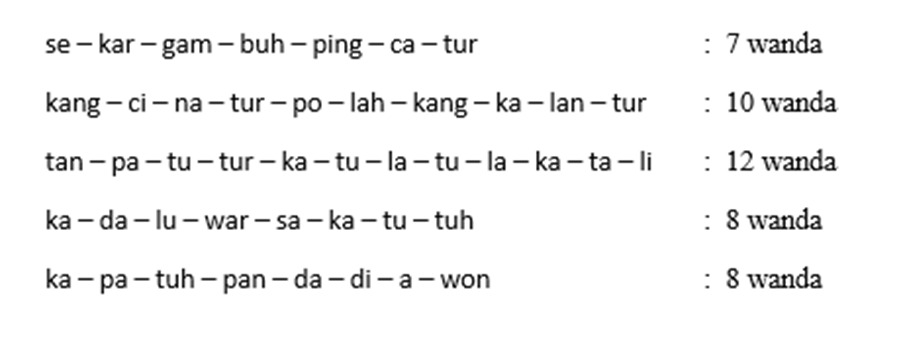 se – kar – gam – buh – ping – ca – tur : 7 wanda
kang – ci – na – tur – po – lah – kang – ka – lan – tur : 10 wanda
tan – pa – tu – tur – ka – tu – la – tu – la – ka – ta – li : 12 wanda
ka – da – lu – war – sa – ka – tu – tuh : 8 wanda
ka – pa – tuh – pan – da – di – a – won : 8 wanda